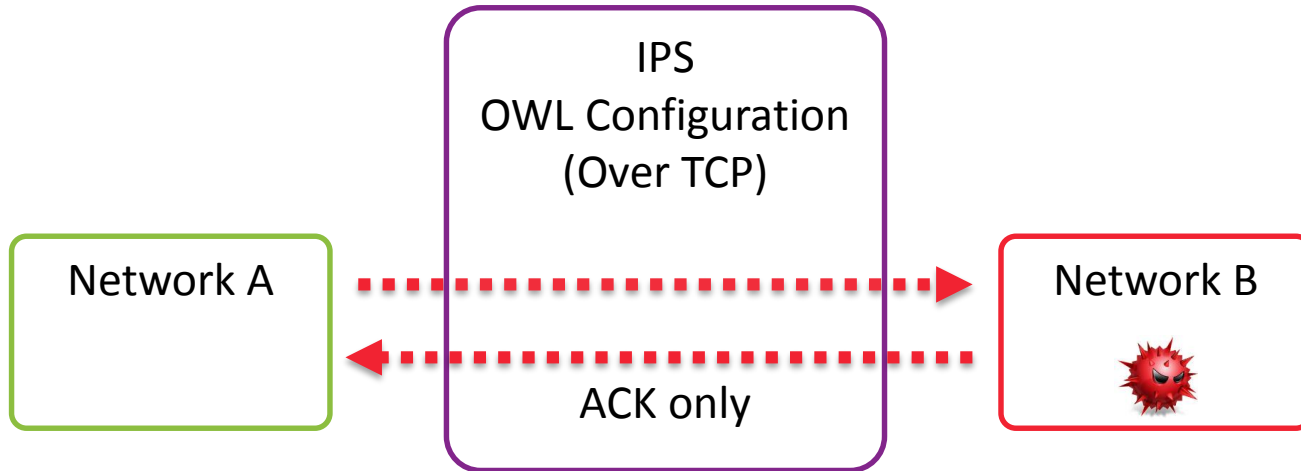 IPS
OWL Configuration
(Over TCP)
Network A
Network B
ACK only